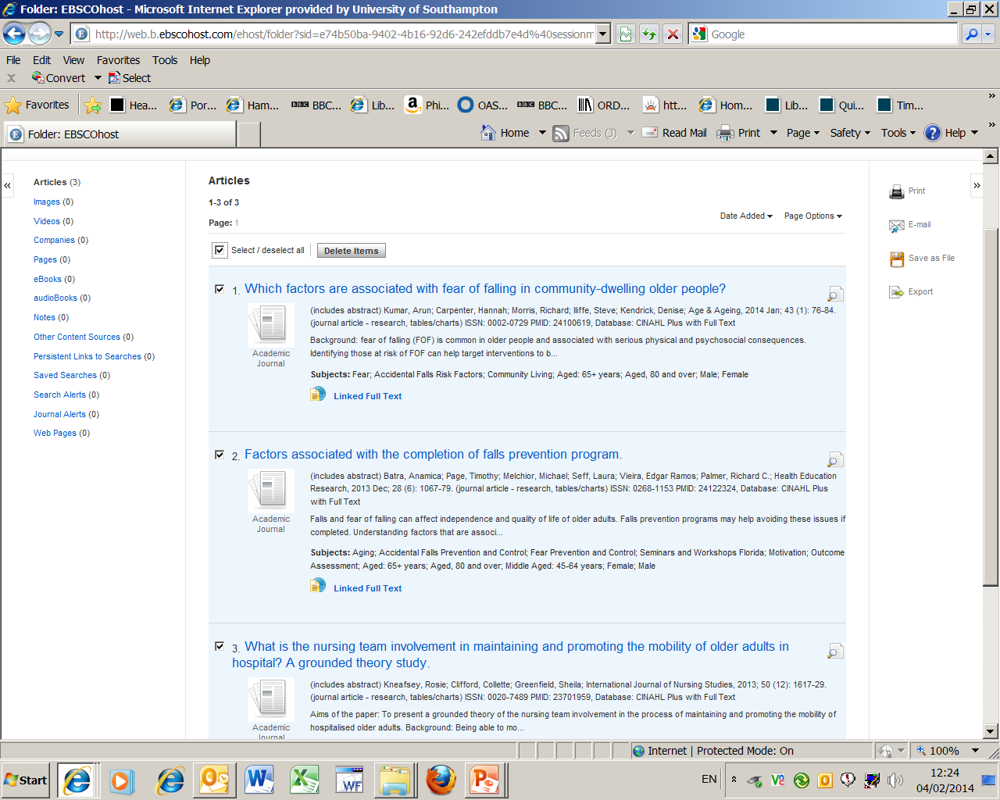 Folder: EBSCOhost - Microsoft Internet Explorer provided by University of Southampton
http://web.b.ebscohost.com/ehost/folder?sid=e74b50ba-9402-4b16-92d6-242efddb7e4d%40sessionm
Google
File Edit View Favorites Tools Help
x Convert Select
Favorites Hea... Por... Ham... BBC BBC... Lib... Phi... OAS... BBC BBC... ORD... htt... Hom... Lib... Qui... Tim... »
Folder: EBSCOhost Home Feeds (J) Read Mail Print Page Safety Tools Help »
«
Articles (3)
Images (0)
Videos (0)
Companies (0)
Pages (0)
eBooks (0)
audioBooks (0)
Notes (0)
Other Content Sources (0)
Persistent Links to Searches (0)
Saved Searches (0)
Search Alerts (0)
Journal Alerts (0)
Web Pages (0)
Articles
1-3 of 3
Page: 1
Date Added Page Options
Select / deselect all Delete Items
1. Which factors are associated with fear of falling in community-dwelling older people?
Academic
Journal
(includes abstract) Kumar, Arun; Carpenter, Hannah; Morris, Richard; Iliffe, Steve; Kendrick, Denise; Age & Ageing, 2014 Jan; 43 (1): 76-84.
(journal article - research, tables/charts) ISSN: 0002-0729 PMID: 24100619, Database: CINAHL Plus with Full Text
Background: fear of falling (FOF) is common in older people and associated with serious physical and psychosocial consequences.
Identifying those at risk of FOF can help target interventions to b...
Subjects: Fear; Accidental Falls Risk Factors; Community Living; Aged: 65+ years; Aged, 80 and over; Male; Female
Linked Full Text
2. Factors associated with the completion of falls prevention program.
Academic
Journal
(includes abstract) Batra, Anamica; Page, Timothy; Melchior, Michael; Seff, Laura; Vieira, Edgar Ramos; Palmer, Richard C.; Health Education
Research, 2013 Dec; 28 (6): 1067-79. (journal article - research, tables/charts) ISSN: 0268-1153 PMID: 24122324, Database: CINAHL Plus
with Full Text
Falls and fear of falling can affect independence and quality of life of older adults. Falls prevention programs may help avoiding these issues if
completed. Understanding factors that are associ...
Subjects: Aging; Accidental Falls Prevention and Control; Fear Prevention and Control; Seminars and Workshops Florida; Motivation; Outcome
Assessment; Aged: 65+ years; Aged, 80 and over; Middle Aged: 45-64 years; Female; Male
Linked Full Text
3. What is the nursing team involvement in maintaining and promoting the mobility of older adults in
hospital? A grounded theory study.
Academic
Journal
(includes abstract) Kneafsey, Rosie; Clifford, Collette; Greenfield, Sheila; International Journal of Nursing Studies, 2013; 50 (12): 1617-29.
(journal article - research, tables/charts) ISSN: 0020-7489 PMID: 23701959, Database: CINAHL Plus with Full Text
Aims of the paper: To present a grounded theory of the nursing team involvement in the process of maintaining and promoting the mobility of
hospitalised older adults. Background: Being able to mo...
»
Print
E-mail
Save as File
Export
Internet | Protected Mode: On 100%
Start EN 12:24
04/02/2014